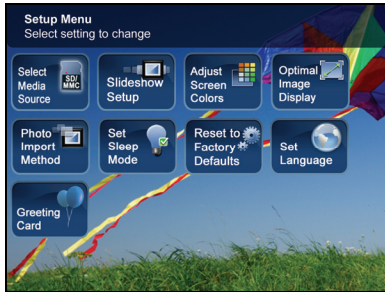 Setup Menu
Select setting to change
Select
Media
Source
SD/
MMC
Slideshow
Setup
Adjust
Screen
Colors
Optimal
Image
Display
Photo
Import
Method
Set
Sleep
Mode
Reset to
Factory
Defaults
Set
Language
Greeting
Card